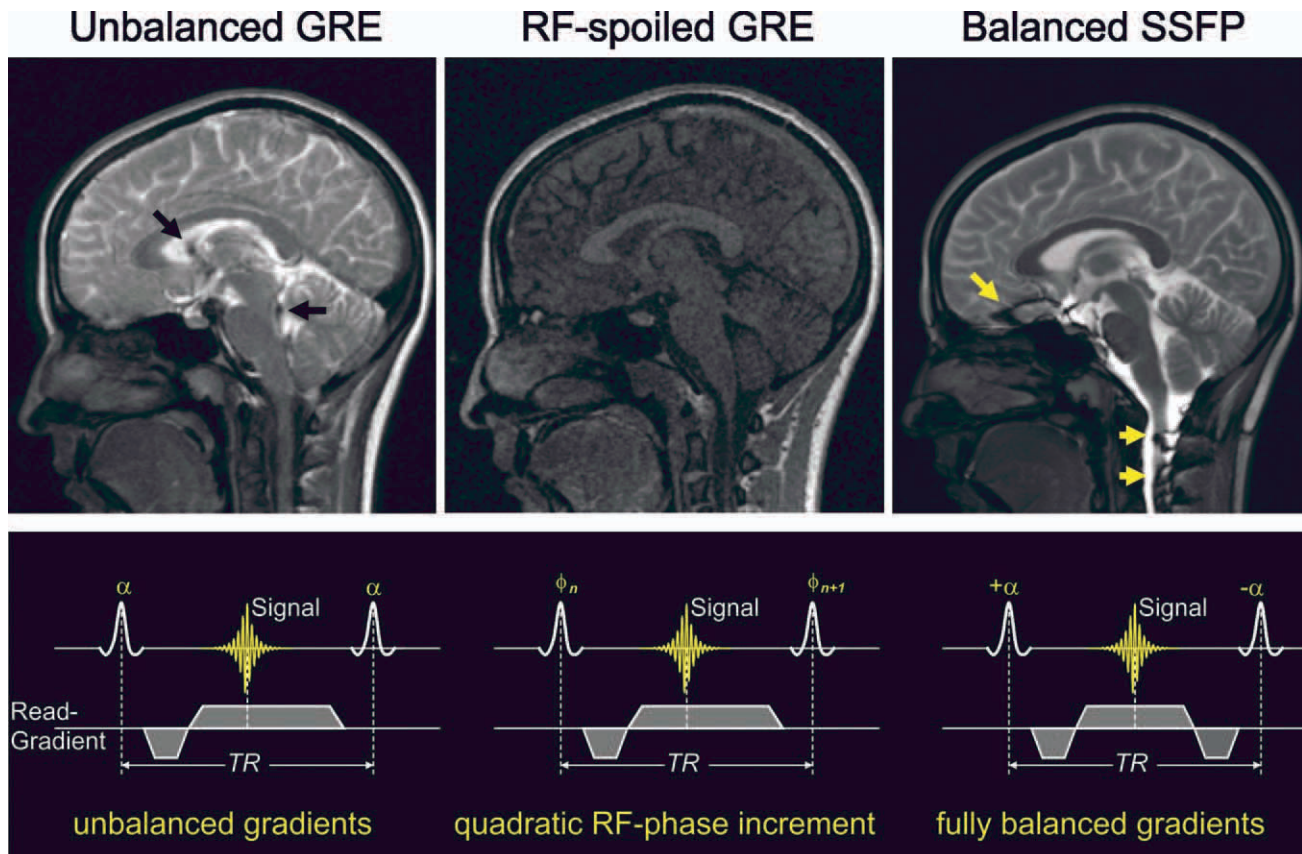 Unbalanced GRE
RF-spoiled GRE
Balanced SSFP
α
α
Signal
Read-
Gradient
TR
unbalanced gradients
ϕn
ϕn+1
Signal
TR
quadratic RF-phase increment
+α
-α
Signal
TR
fully balanced gradients